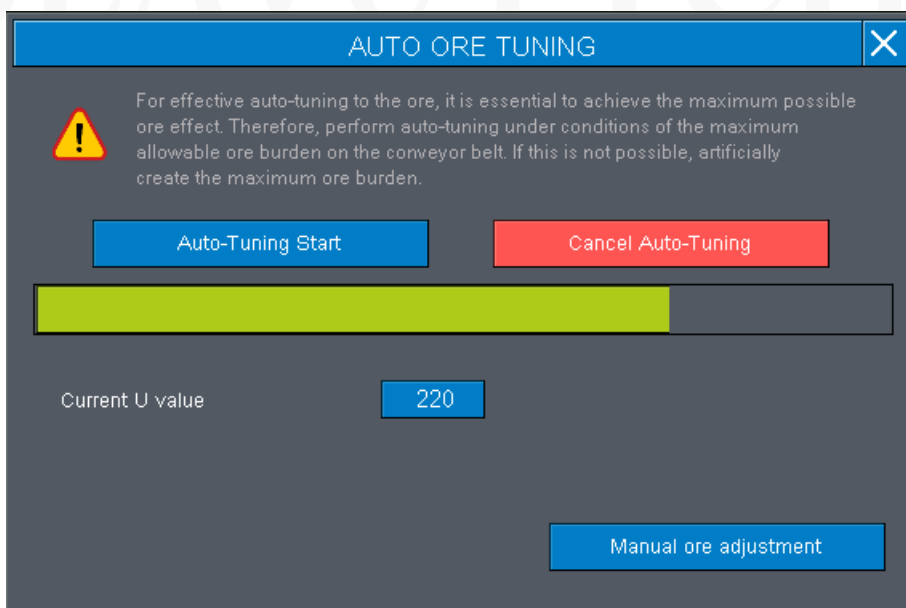 AUTO ORE TUNING
For effective auto-tuning to the ore, it is essential to achieve the maximum possible
ore effect. Therefore, perform auto-tuning under conditions of the maximum
allowable ore burden on the conveyor belt. If this is not possible, artificially
create the maximum ore burden.
Auto-Tuning Start
Cancel Auto-Tuning
Current U value
220
Manual ore adjustment